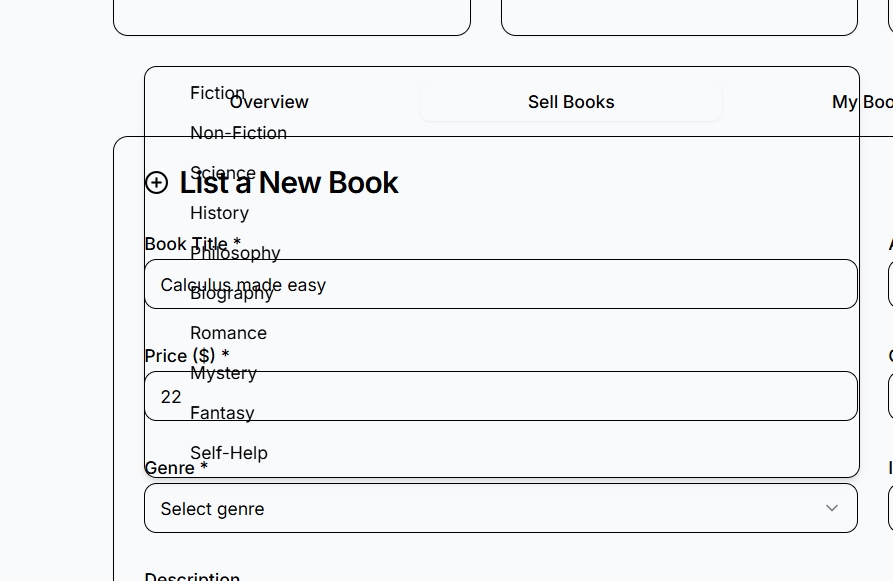 Fiction
Overview
Sell Books
My Boo
Non-Fiction
Science
List a New Book
History
Book Title *
Philosophy
Calculus made easy
Biography
Romance
Price ($) *
Mystery
22
Fantasy
Self-Help
Genre *
Select genre
Description